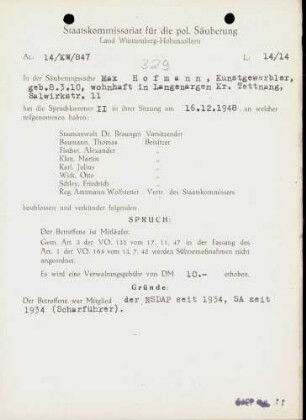 Staatskommissariat für die pol. Säuberung
Land Württemberg-Hohenzollern
Az: 14/KW/847
L: 14/14
329
In der Säuberungssache Max Hofmann, Kunstgewerbler,
geb.8.3.10, wohnhaft in Langenargen Kr. Tettnang,
Salwirkstr. 11
hat die Spruchkammer II in ihrer Sitzung am 16.12.1948, an welcher
teilgenommen haben:
Staatsanwalt Dr. Braunger Vorsitzender
Baumann, Thomas Beisitzer
Fischer, Alexander "
Klett, Martin "
Karl, Julius "
Wick, Otto "
Schley, Friedrich "
Reg. Amtmann Wolfstetter Vertr. des Staatskommissars
beschlossen und verkündet folgenden
SPRUCH:
Der Betroffene ist Mitläufer.
Gem. Art. 3 der VO. 133 vom 17. 11. 47 in der Fassung des
Art. 1 der VO. 165 vom 13. 7. 48 werden Sühnemaßnahmen nicht
angeordnet.
Es wird eine Verwaltungsgebühr von DM 10.- erhoben.
Gründe:
Der Betroffene war Mitglied der NSDAP seit 1934, SA seit
1934 (Scharführer).